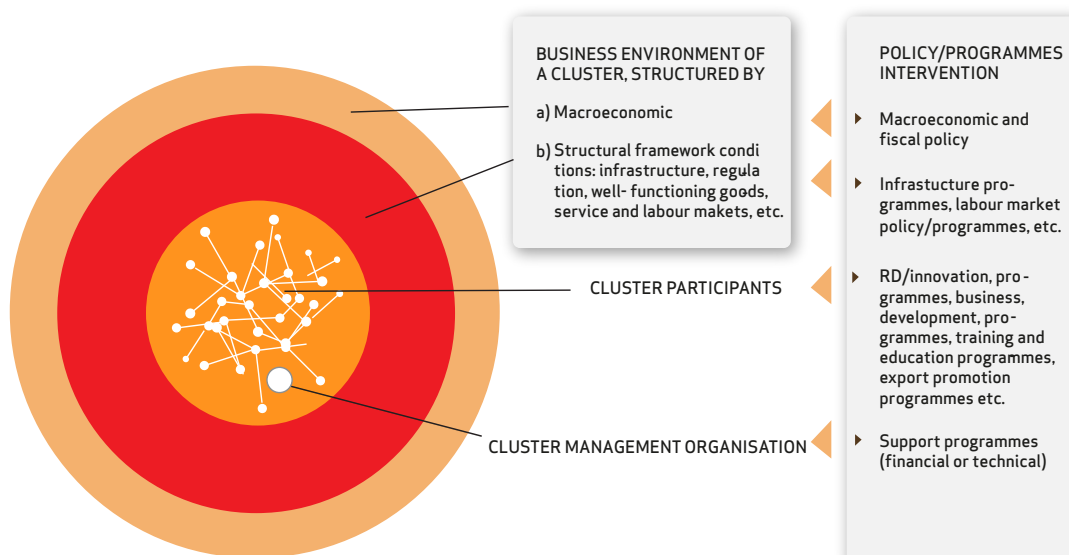 BUSINESS ENVIRONMENT OF
A CLUSTER, STRUCTURED BY
a) Macroeconomic
b) Structural framework condi
tions: infrastructure, regula
tion, well- functioning goods,
service and labour makets, etc.
CLUSTER PARTICIPANTS
CLUSTER MANAGEMENT ORGANISATION
POLICY/PROGRAMMES
INTERVENTION
Macroeconomic and
fiscal policy
Infrastucture pro-
grammes, labour market
policy/programmes, etc.
RD/innovation, pro-
grammes, business,
development, pro-
grammes, training and
education programmes,
export promotion
programmes etc.
Support programmes
(financial or technical)